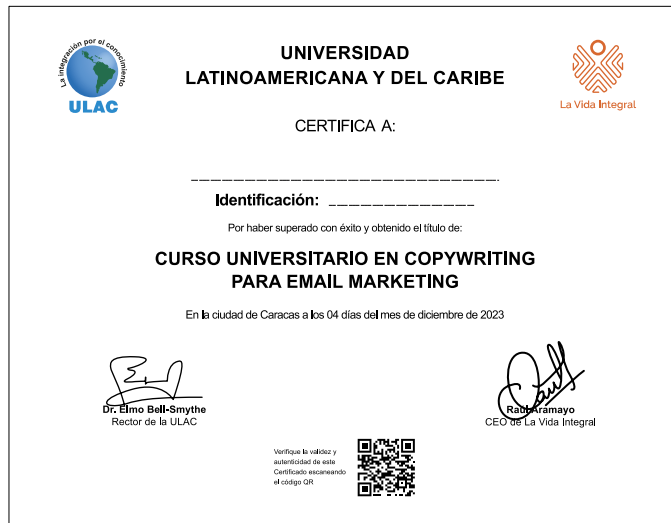 La integración por el conocimiento
ULAC
UNIVERSIDAD
LATINOAMERICANA Y DEL CARIBE
La Vida Integral
CERTIFICA A:
Identificación:
Por haber superado con éxito y obtenido el título de:
CURSO UNIVERSITARIO EN COPYWRITING
PARA EMAIL MARKETING
En la ciudad de Caracas a los 04 días del mes de diciembre de 2023
Dr. Elmo Bell-Smythe
Rector de la ULAC
Raúl Aramayo
CEO de La Vida Integral
Verifique la validez y
autenticidad de este
Certificado escaneando
el código QR